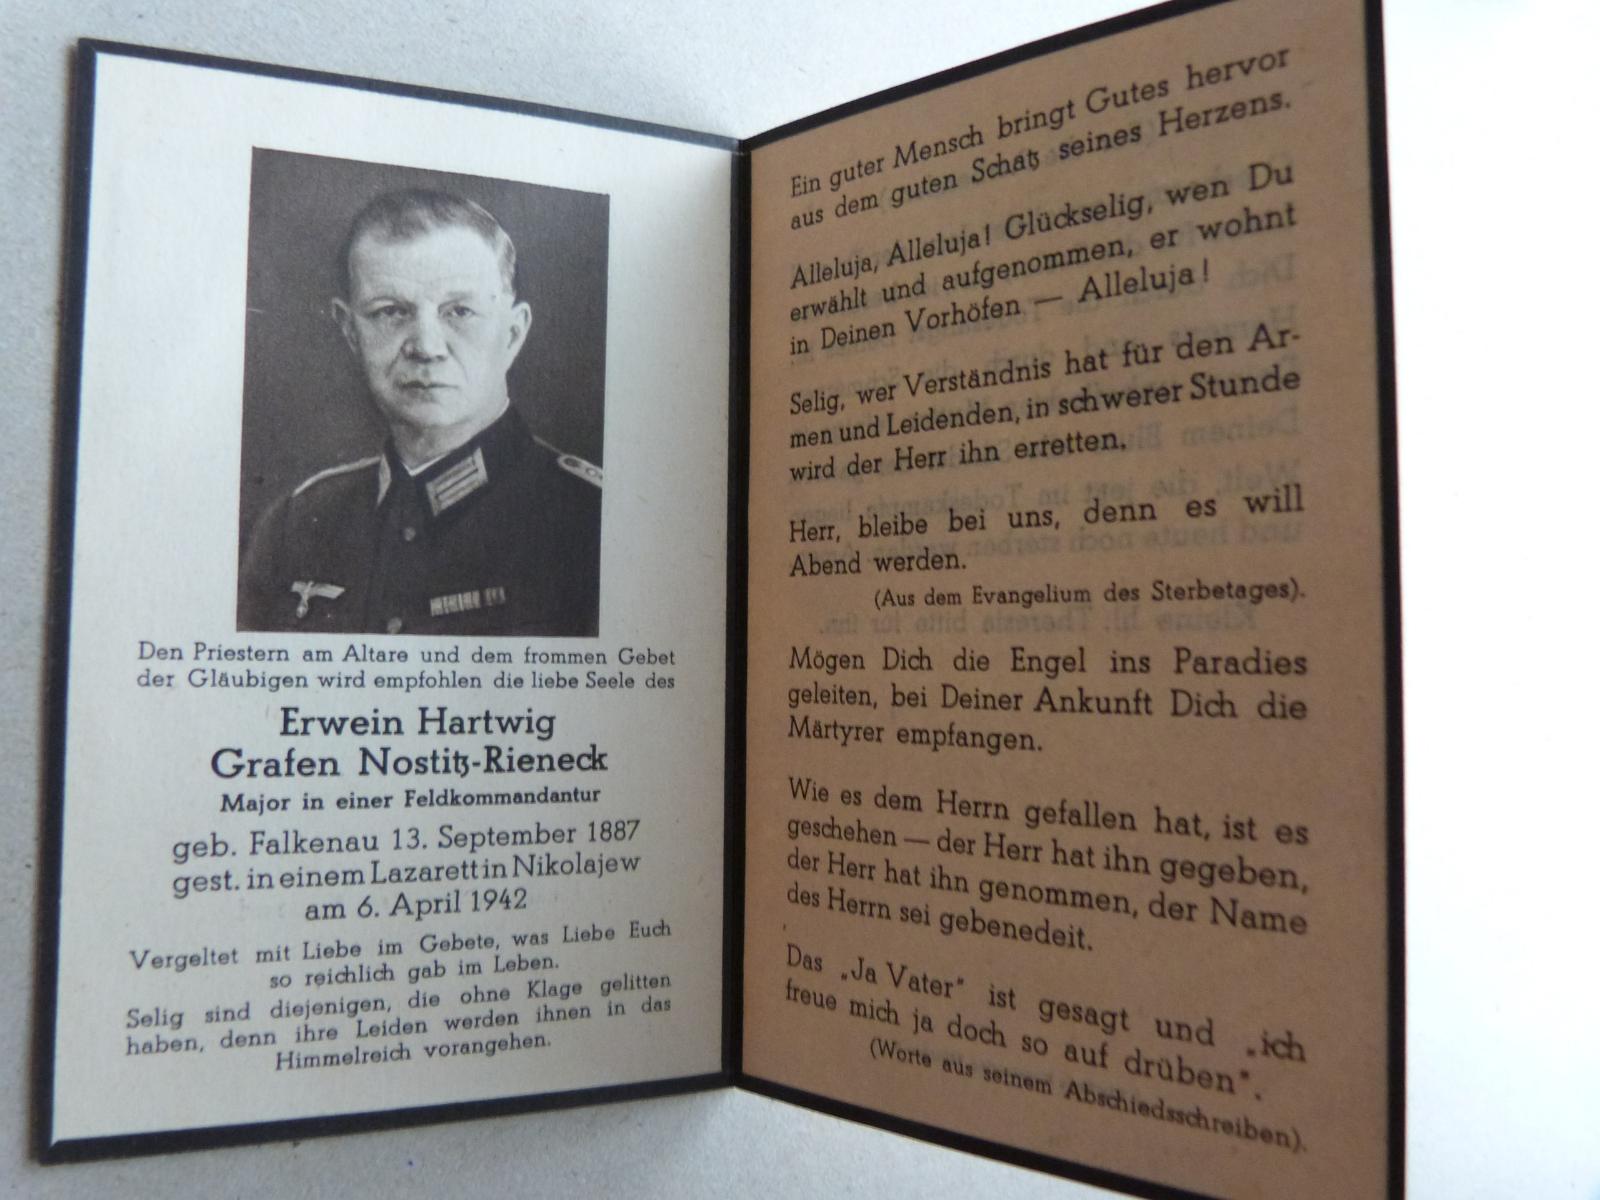 Den Priestern am Altare und dem frommen Gebet
der Gläubigen wird empfohlen die liebe Seele des
Erwein Hartwig
Grafen Nostitz-Rieneck
Major in einer Feldkommandantur
geb. Falkenau 13. September 1887
gest. in einem Lazarett in Nikolajew
am 6. April 1942
Vergeltet mit Liebe im Gebete, was Liebe Euch
so reichlich gab im Leben.
Selig sind diejenigen, die ohne Klage gelitten
haben, denn ihre Leiden werden ihnen in das
Himmelreich vorangehen.
Ein guter Mensch bringt Gutes hervor
aus dem guten Schatz seines Herzens.
Alleluja, Alleluja! Glückselig, wen Du
erwählt und aufgenommen, er wohnt
in Deinen Vorhöfen — Alleluja!
Selig, wer Verständnis hat für den Ar-
men und Leidenden, in schwerer Stunde
wird der Herr ihn erretten.
Herr, bleibe bei uns, denn es will
Abend werden.
(Aus dem Evangelium des Sterbetages).
Mögen Dich die Engel ins Paradies
geleiten, bei Deiner Ankunft Dich die
Märtyrer empfangen.
Wie es dem Herrn gefallen hat, ist es
geschehen — der Herr hat ihn gegeben,
der Herr hat ihn genommen, der Name
des Herrn sei gebenedeit.
Das „Ja Vater" ist gesagt und „ich
freue mich ja doch so auf drüben".
(Worte aus seinem Abschiedsschreiben).